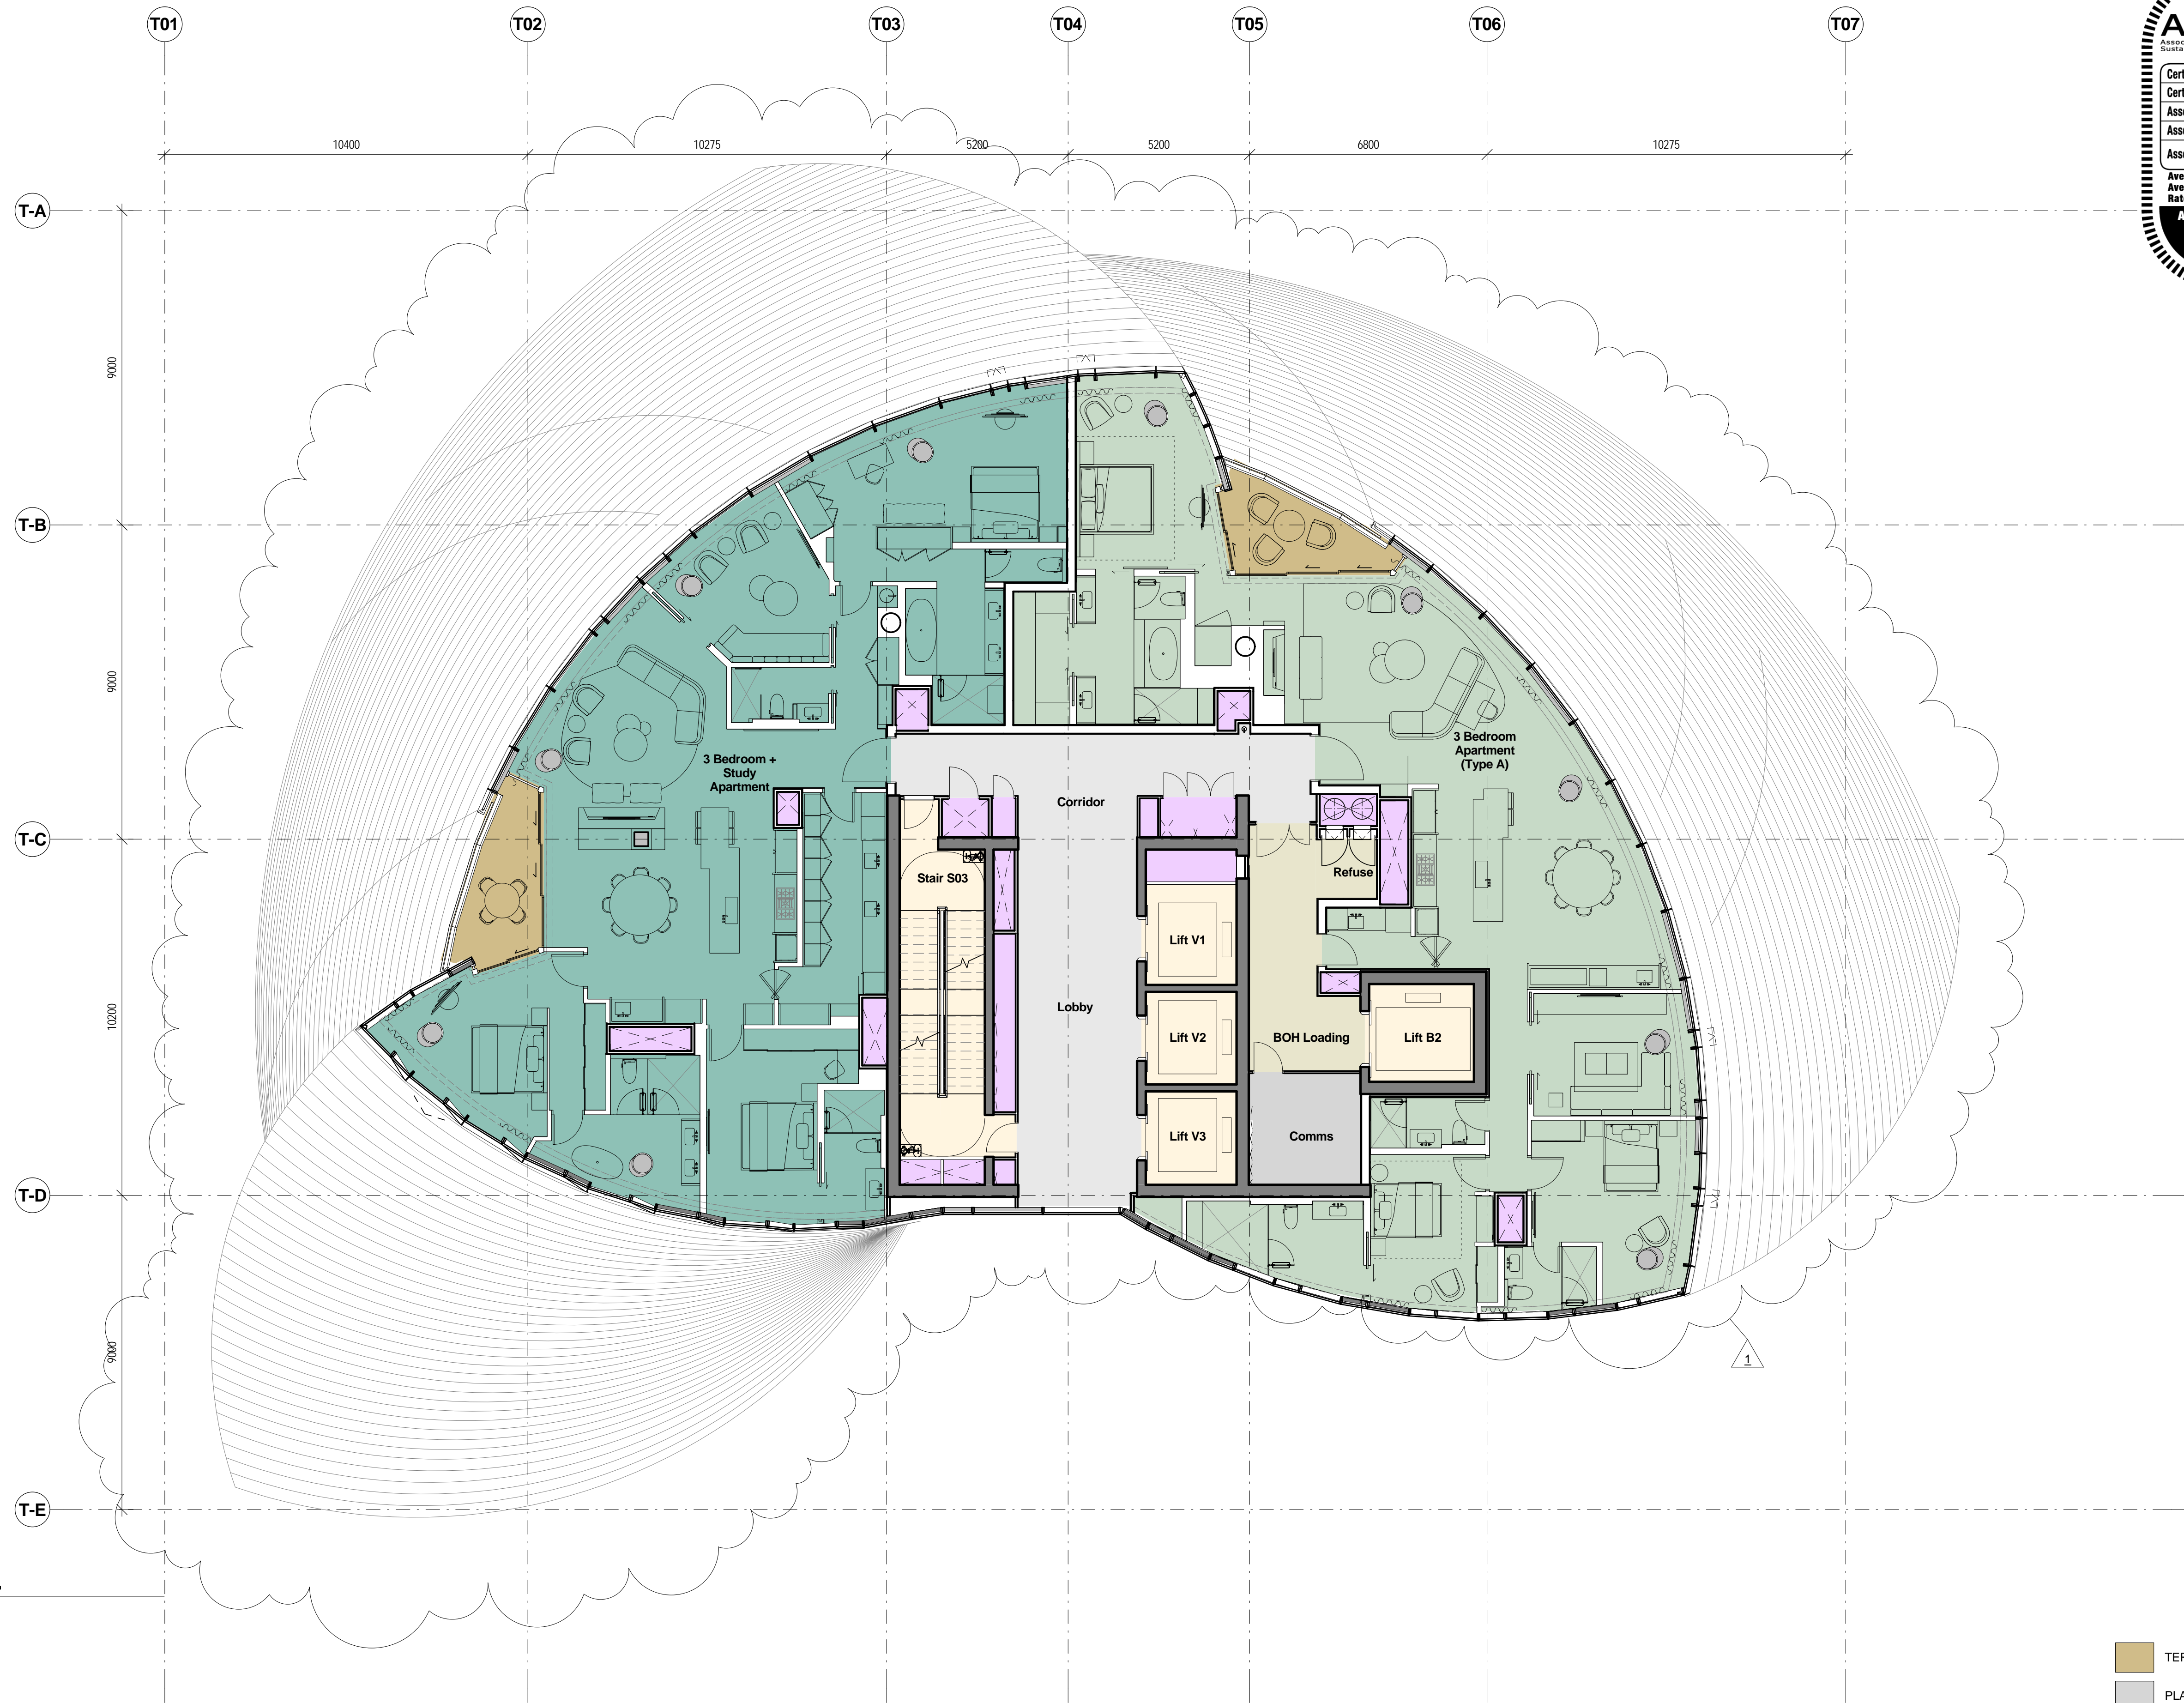 T01
T02
T03
T04
T05
T06
T07
10400
10275
5200
5200
6800
10275
T-A
T-B
T-C
T-D
T-E
9000
9000
10200
9000
3 Bedroom +
Study
Apartment
3 Bedroom
Apartment
(Type A)
Corridor
Stair S03
Refuse
Lift V1
Lobby
Lift V2
BOH Loading
Lift B2
Lift V3
Comms
1